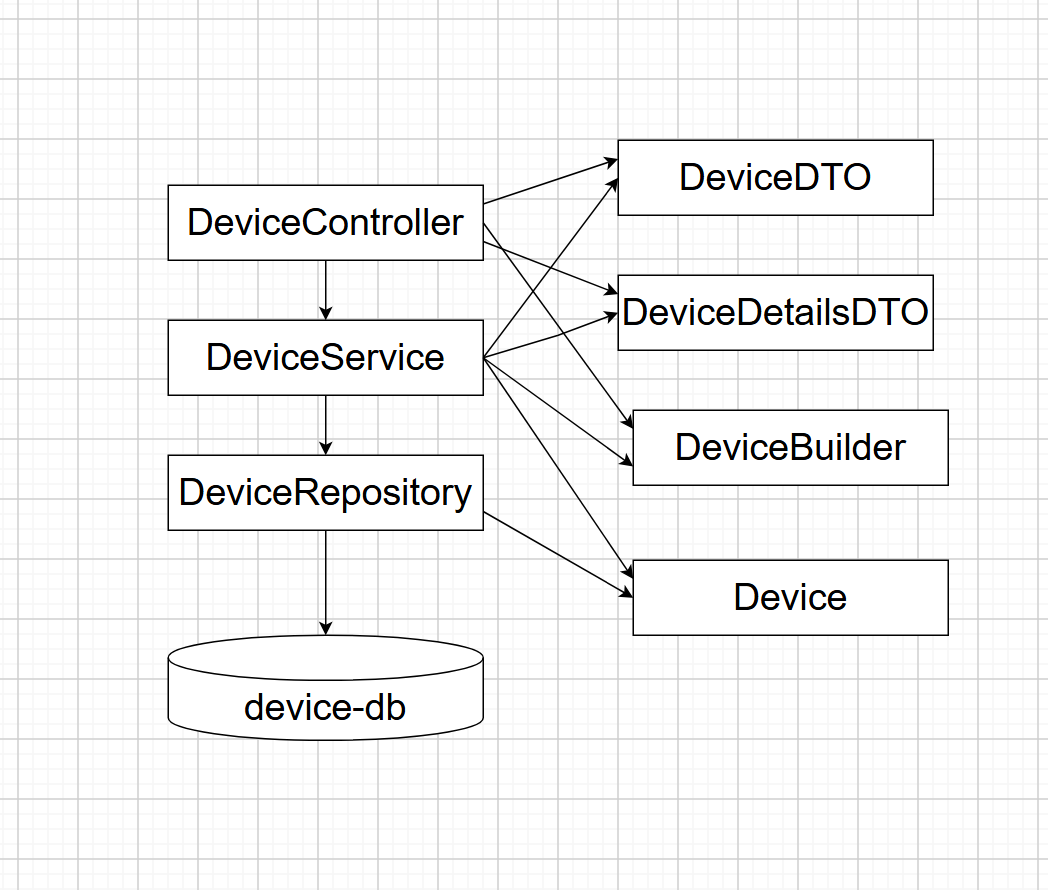 DeviceController
DeviceService
DeviceRepository
device-db
DeviceDTO
DeviceDetailsDTO
DeviceBuilder
Device